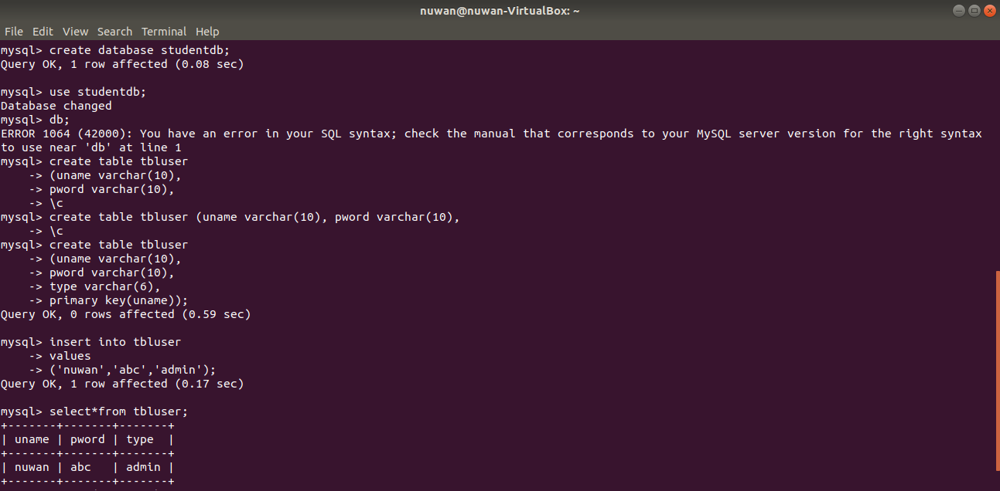 nuwan@nuwan-VirtualBox: ~
File Edit View Search Terminal Help
mysql> create database studentdb;
Query OK, 1 row affected (0.08 sec)

mysql> use studentdb;
Database changed
mysql> db;
ERROR 1064 (42000): You have an error in your SQL syntax; check the manual that corresponds to your MySQL server version for the right syntax
to use near 'db' at line 1
mysql> create table tbluser
    -> (uname varchar(10),
    -> pword varchar(10),
    -> \c
mysql> create table tbluser (uname varchar(10), pword varchar(10),
    -> \c
mysql> create table tbluser
    -> (uname varchar(10),
    -> pword varchar(10),
    -> type varchar(6),
    -> primary key(uname));
Query OK, 0 rows affected (0.59 sec)

mysql> insert into tbluser
    -> values
    -> ('nuwan','abc','admin');
Query OK, 1 row affected (0.17 sec)

mysql> select*from tbluser;
+-------+-------+-------+
| uname | pword | type  |
+-------+-------+-------+
| nuwan | abc   | admin |
+-------+-------+-------+